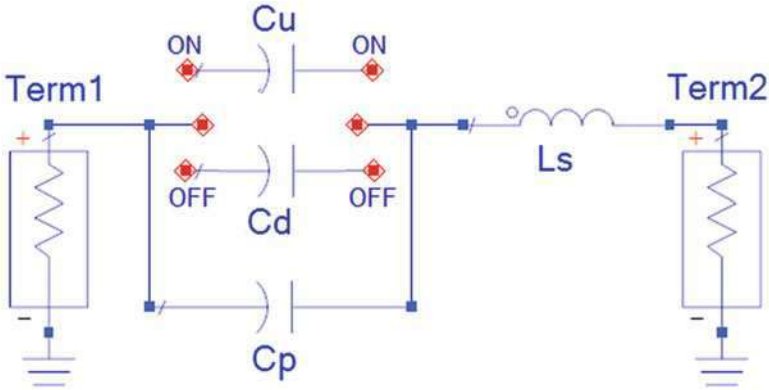 Cu
ON ON
Term1 Term2
+ +
Ls
OFF OFF
Cd
- -
Cp